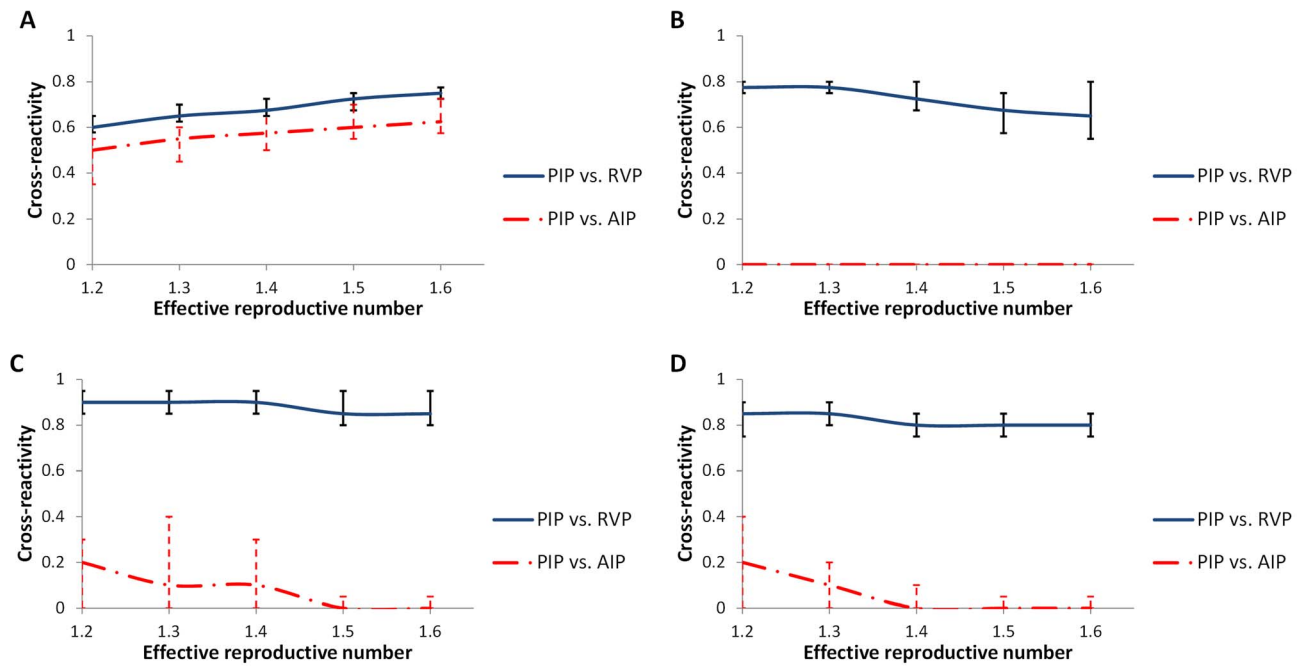 A
Cross-reactivity
1
0.8
0.6
0.4
0.2
0
1.2 1.3 1.4 1.5 1.6
Effective reproductive number
PIP vs. RVP
PIP vs. AIP
B
Cross-reactivity
1
0.8
0.6
0.4
0.2
0
1.2 1.3 1.4 1.5 1.6
Effective reproductive number
PIP vs. RVP
PIP vs. AIP
C
Cross-reactivity
1
0.8
0.6
0.4
0.2
0
1.2 1.3 1.4 1.5 1.6
Effective reproductive number
PIP vs. RVP
PIP vs. AIP
D
Cross-reactivity
1
0.8
0.6
0.4
0.2
0
1.2 1.3 1.4 1.5 1.6
Effective reproductive number
PIP vs. RVP
PIP vs. AIP